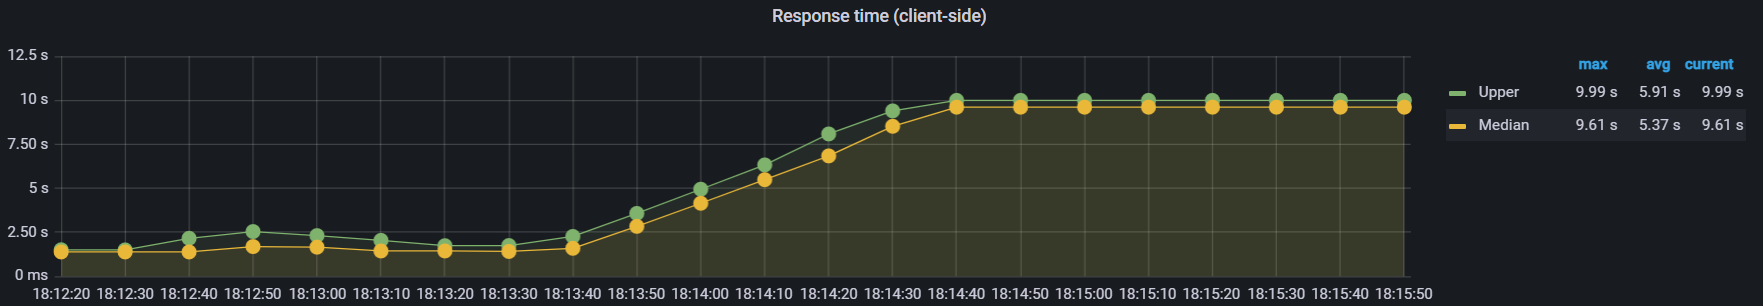 Response time (client-side)
12.5 s
10 s
7.50 s
5 s
2.50 s
0 ms
18:12:20 18:12:30 18:12:40 18:12:50 18:13:00 18:13:10 18:13:20 18:13:30 18:13:40 18:13:50 18:14:00 18:14:10 18:14:20 18:14:30 18:14:40 18:14:50 18:15:00 18:15:10 18:15:20 18:15:30 18:15:40 18:15:50
max avg current
Upper 9.99 s 5.91 s 9.99 s
Median 9.61 s 5.37 s 9.61 s